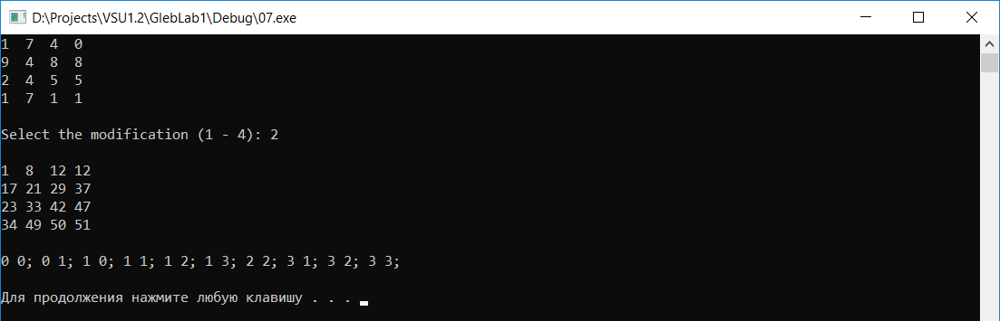 D:\Projects\VSU1.2\GlebLab1\Debug\07.exe
1 7 4 0
9 4 8 8
2 4 5 5
1 7 1 1
Select the modification (1 - 4): 2
1 8 12 12
17 21 29 37
23 33 42 47
34 49 50 51
0 0; 0 1; 1 0; 1 1; 1 2; 1 3; 2 2; 3 1; 3 2; 3 3;
Для продолжения нажмите любую клавишу . . .